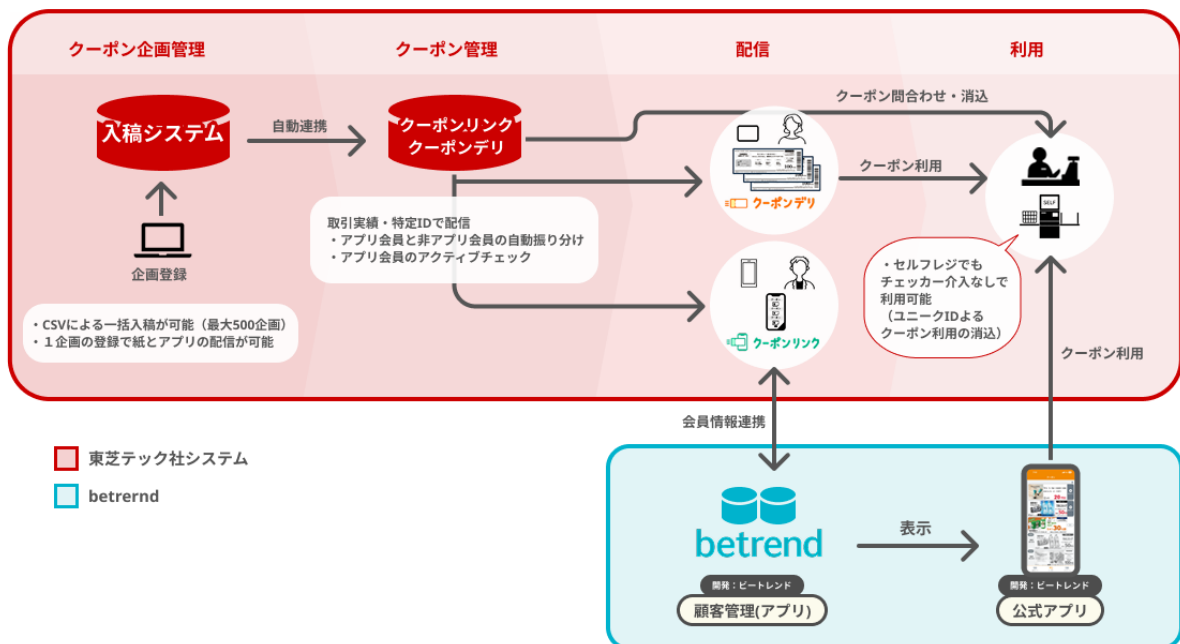 クーポン企画管理
クーポン管理
配信
利用
入稿システム
自動連携
クーポンリンク
クーポンデリ
クーポン問合わせ・消込
クーポンデリ
クーポン利用
SELF
企画登録
・CSVによる一括入稿が可能（最大500企画）
・１企画の登録で紙とアプリの配信が可能
取引実績・特定IDで配信
・アプリ会員と非アプリ会員の自動振り分け
・アプリ会員のアクティブチェック
クーポンリンク
・セルフレジでも
チェッカー介入なしで
利用可能
（ユニークIDよる
クーポン利用の消込）
クーポン利用
会員情報連携
東芝テック社システム
betrernd
betrend
表示
開発：ビートレンド
顧客管理(アプリ)
開発：ビートレンド
公式アプリ